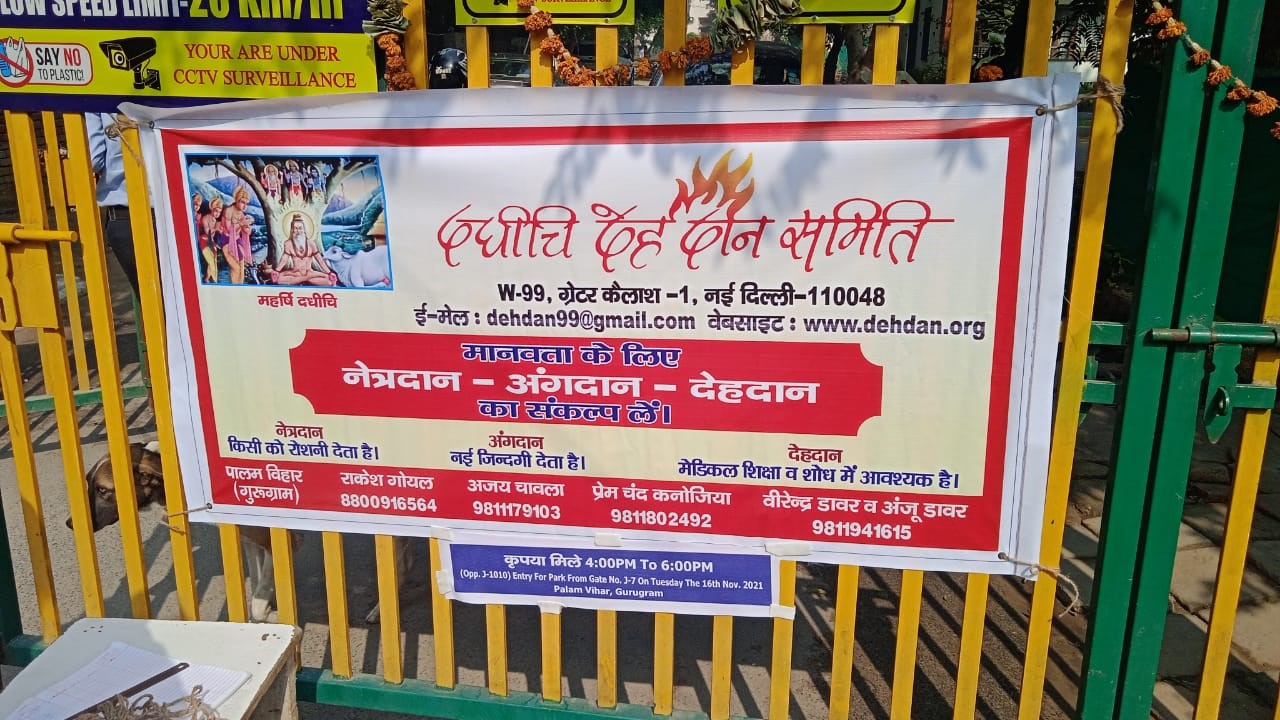 LOW SPEED LIMIT-20 Km/H
SAY NO
TO PLASTIC!
YOUR ARE UNDER
CCTV SURVEILLANCE
महर्षि दधीचि
दधीचि देह दान समिति
W-99, ग्रेटर कैलाश -1, नई दिल्ली-110048
ई-मेल : dehdan99@gmail.com वेबसाइट : www.dehdan.org
मानवता के लिए
नेत्रदान - अंगदान - देहदान
का संकल्प लें।
नेत्रदान
किसी को रोशनी देता है।
अंगदान
नई जिन्दगी देता है।
देहदान
मेडिकल शिक्षा व शोध में आवश्यक है।
पालम विहार
(गुरूग्राम)
राकेश गोयल
8800916564
अजय चावला
9811179103
प्रेम चंद कनोजिया
9811802492
वीरेन्द्र डावर व अंजू डावर
9811941615
कृपया मिले 4:00PM To 6:00PM
(Opp. J-1010) Entry For Park From Gate No. J-7 On Tuesday The 16th Nov. 2021
Palam Vihar, Gurugram